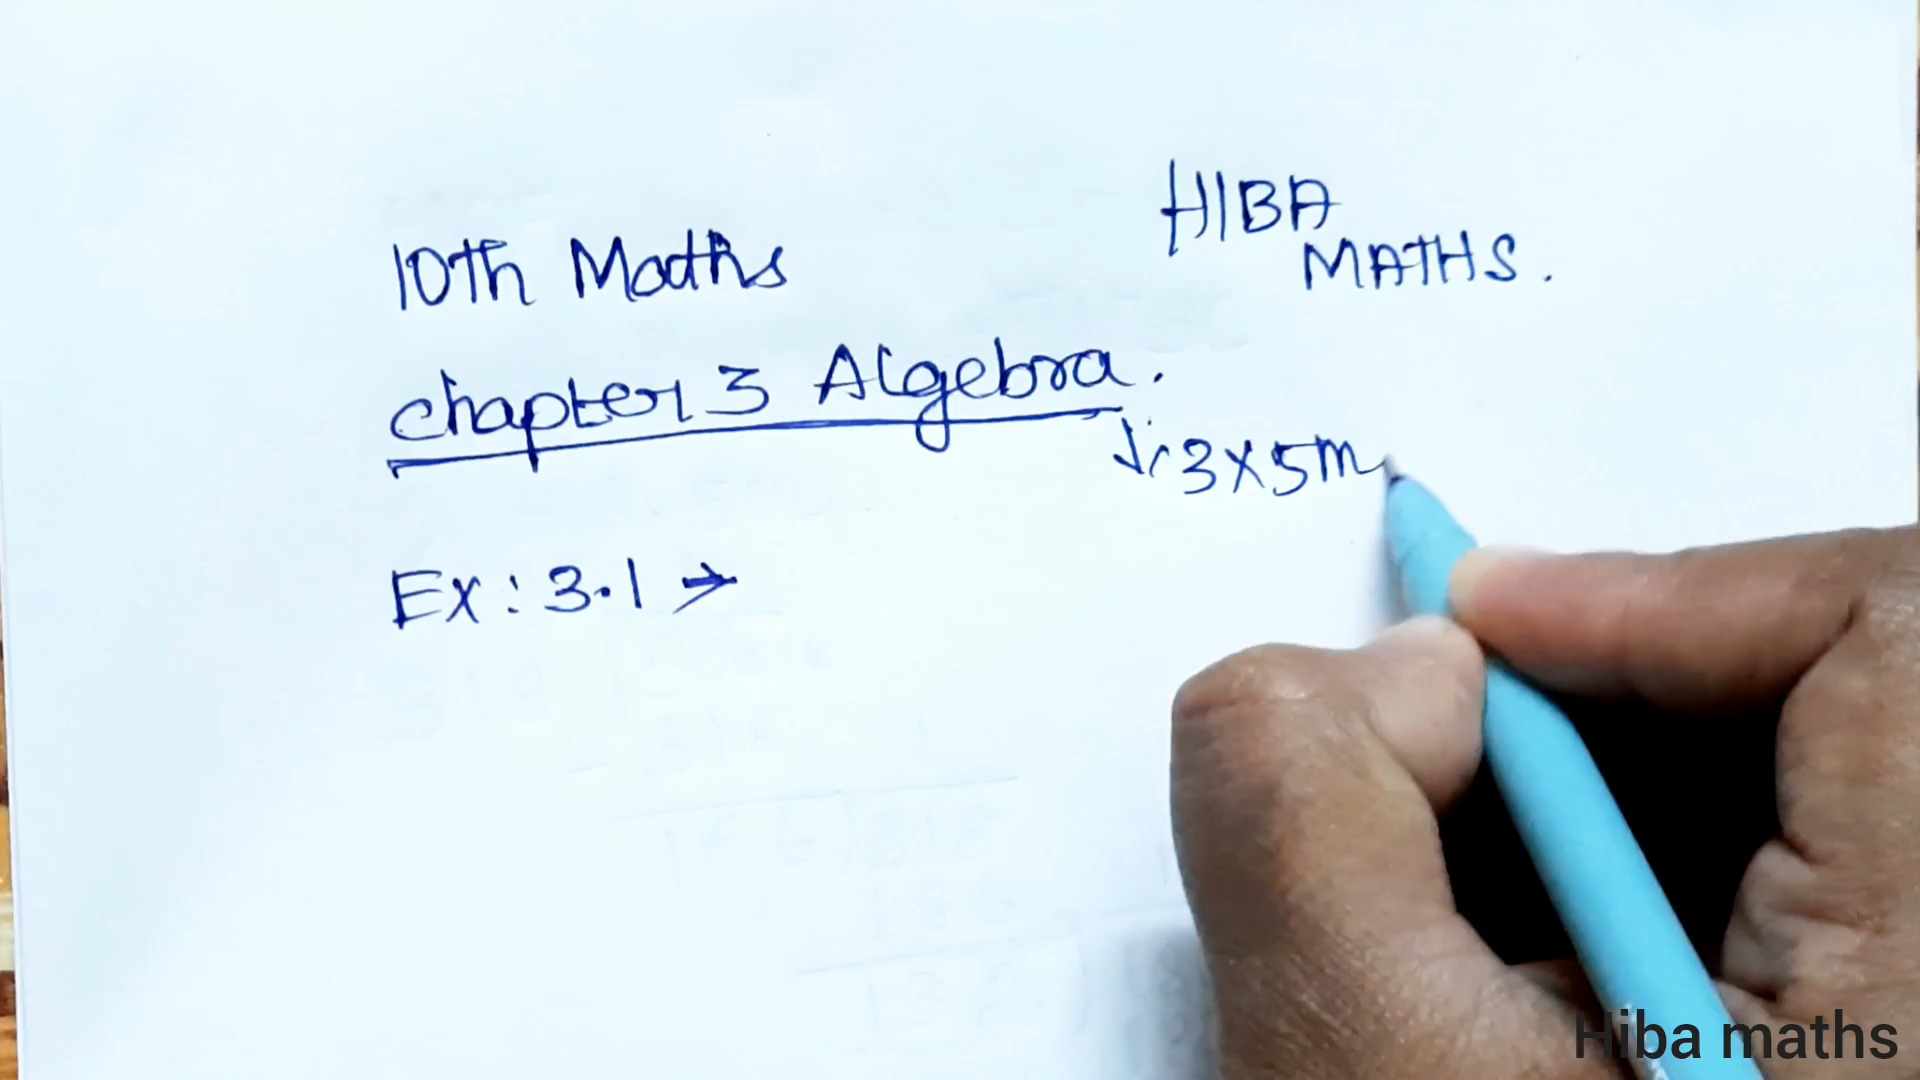 10th Maths
HIBA
MATHS.
chapter 3 Algebra.
3X5m
Ex: 3.1 →
Hiba maths